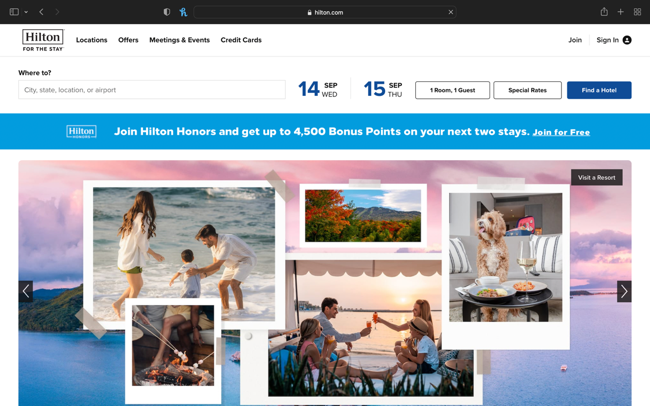 hilton.com
Hilton
FOR THE STAY
Locations
Offers
Meetings & Events
Credit Cards
Join
Sign In
Where to?
City, state, location, or airport
14 SEP WED
15 SEP THU
1 Room, 1 Guest
Special Rates
Find a Hotel
Hilton
HONORS
Join Hilton Honors and get up to 4,500 Bonus Points on your next two stays. Join for Free
Visit a Resort